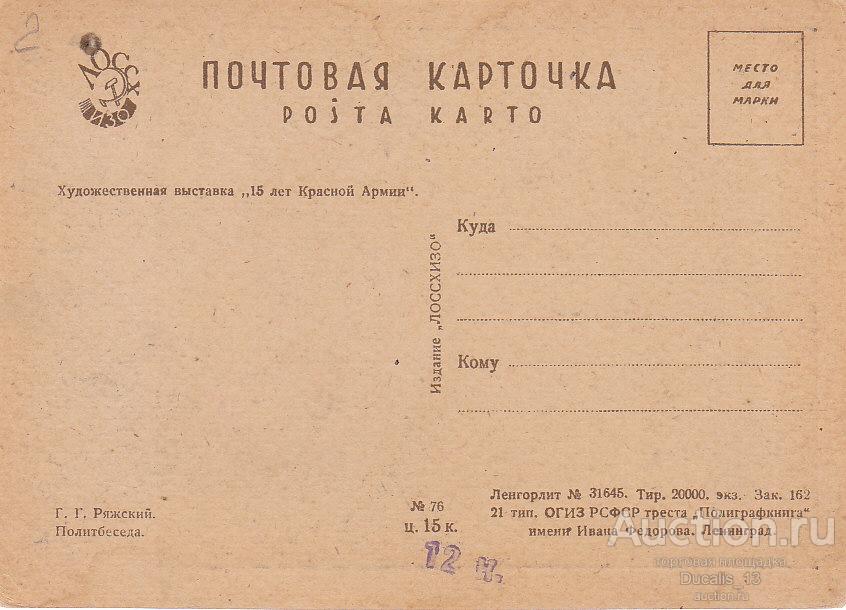 2
ЛОССХ
ИЗО
ПОЧТОВАЯ КАРТОЧКА
POJTA KARTO
МЕСТО
ДЛЯ
МАРКИ
Художественная выставка „15 лет Красной Армии“.
Куда
Кому
Издание „ЛОССХИЗО“
Г. Г. Ряжский.
Политбеседа.
№ 76
ц. 15 к.
12 к.
Ленгорлит № 31645. Тир. 20000. экз. Зак. 162
21 тип. ОГИЗ РСФСР треста „Полиграфкнига“
имени Ивана Федорова. Ленинград.
Auction.ru
торговая площадка
Ducalis_13
auction.ru